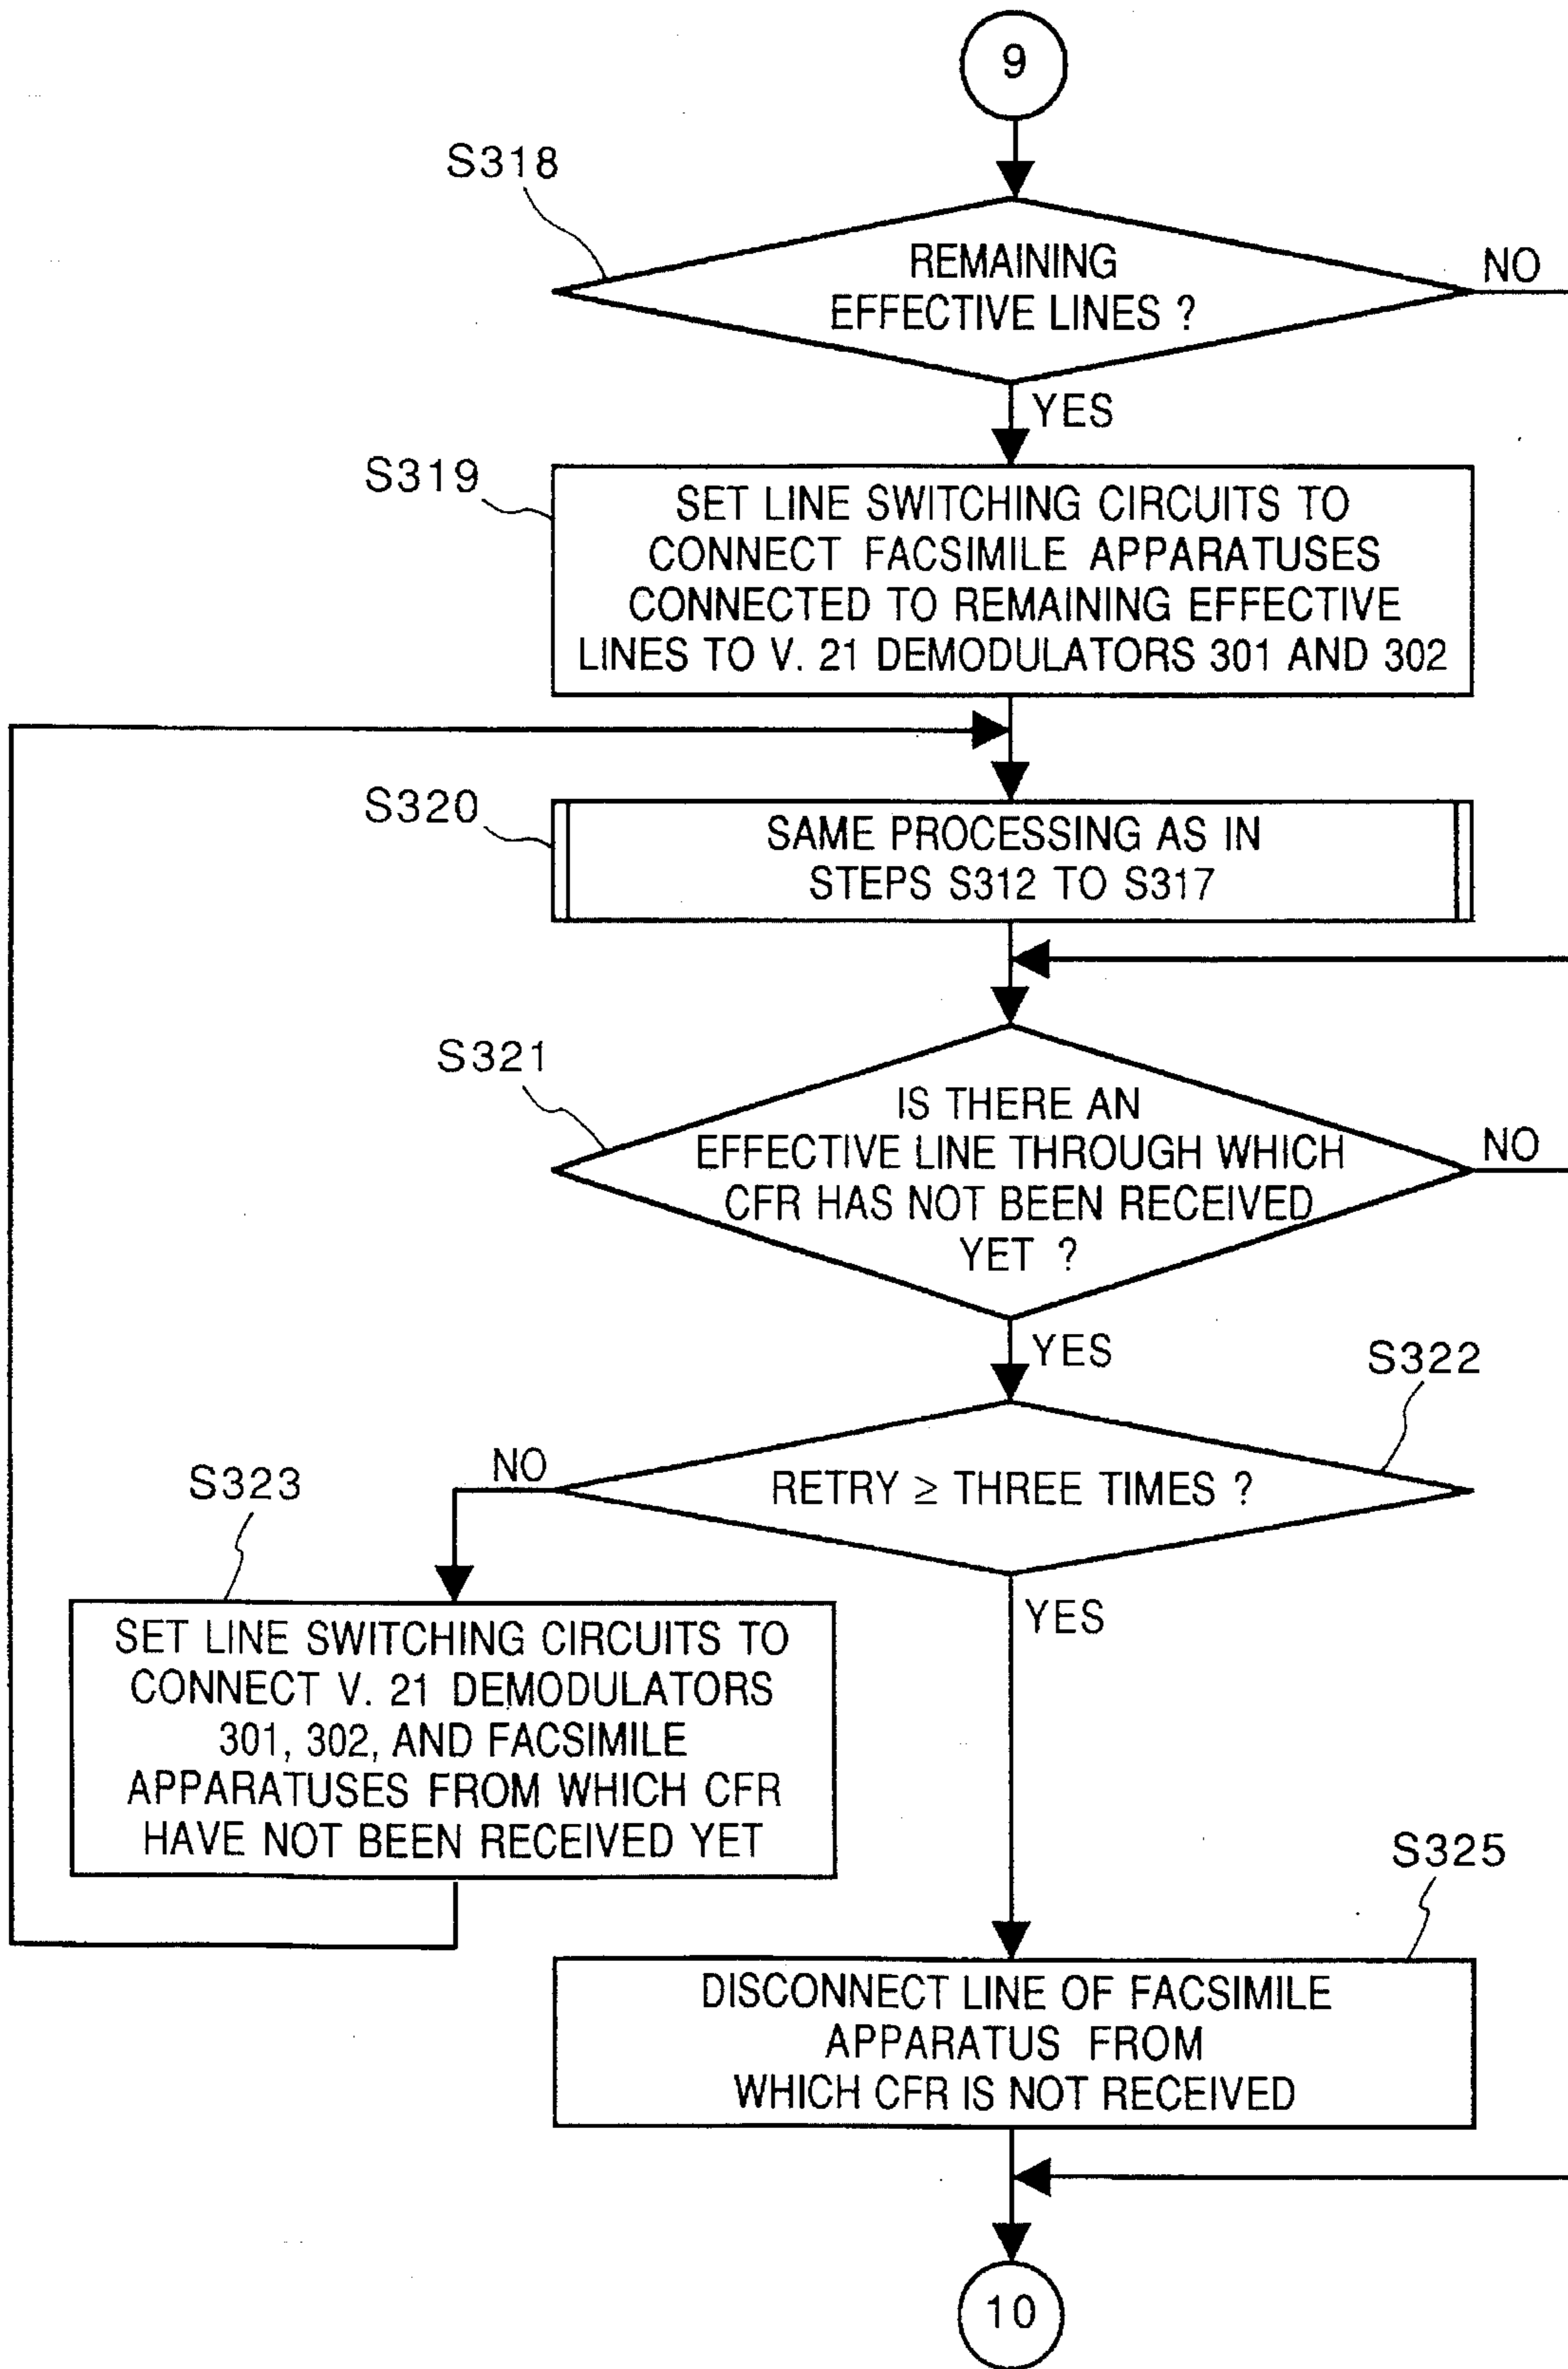 9
S318
REMAINING
EFFECTIVE LINES ?
NO
YES
S319
SET LINE SWITCHING CIRCUITS TO
CONNECT FACSIMILE APPARATUSES
CONNECTED TO REMAINING EFFECTIVE
LINES TO V. 21 DEMODULATORS 301 AND 302
S320
SAME PROCESSING AS IN
STEPS S312 TO S317
S321
IS THERE AN
EFFECTIVE LINE THROUGH WHICH
CFR HAS NOT BEEN RECEIVED
YET ?
NO
YES
S322
RETRY ≥ THREE TIMES ?
NO
S323
YES
SET LINE SWITCHING CIRCUITS TO
CONNECT V. 21 DEMODULATORS
301, 302, AND FACSIMILE
APPARATUSES FROM WHICH CFR
HAVE NOT BEEN RECEIVED YET
S325
DISCONNECT LINE OF FACSIMILE
APPARATUS FROM
WHICH CFR IS NOT RECEIVED
10